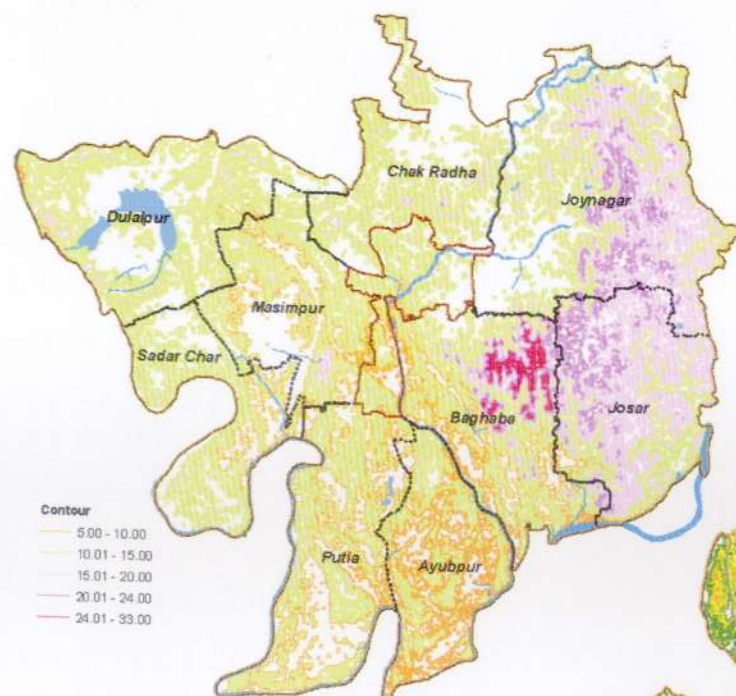 Chak Radha
Joynagar
Dulalpur
Masimpur
Sadar Char
Baghaba
Josar
Contour
5.00 - 10.00
10.01 - 15.00
15.01 - 20.00
20.01 - 24.00
24.01 - 33.00
Putia
Ayubpur